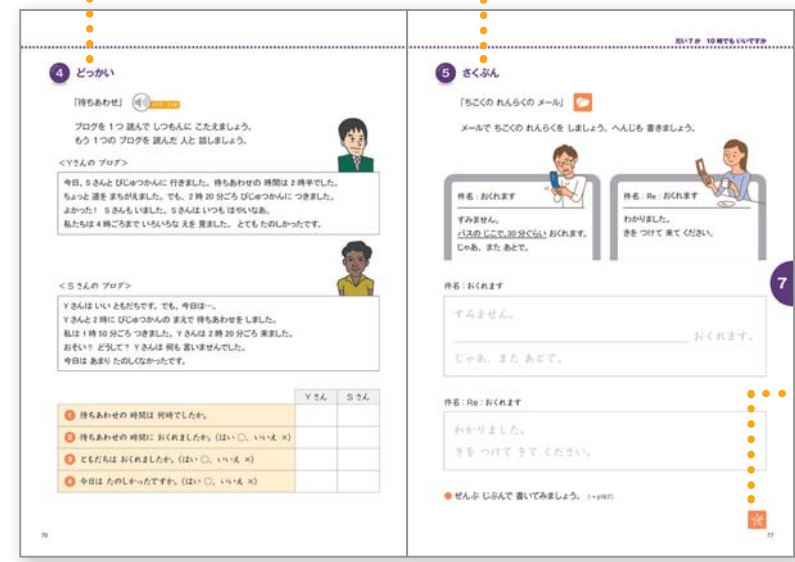 4 どっかい
「待ちあわせ」
ブログを 1つ 読んで しつもんに こたえましょう。
もう 1つの ブログを 読んだ 人と 話しましょう。
<Yさんの ブログ>
今日、Sさんと びじゅつかんに 行きました。待ちあわせの 時間は 2時半でした。
ちょっと 道を まちがえました。でも、2時 20分ごろ びじゅつかんに つきました。
よかった! Sさんも いました。Sさんは いつも はやいなあ。
私たちは 4時ごろまで いろいろな えを 見ました。 とても たのしかったです。
<Sさんの ブログ>
Yさんは いい ともだちです。でも、今日は…。
Yさんと 2時に びじゅつかんの まえで 待ちあわせを しました。
私は 1時 50分ごろ つきました。Yさんは 2時 20分ごろ 来ました。
おそい!! どうして? Yさんは 何も 言いませんでした。
今日は あまり たのしくなかったです。
Yさん Sさん
1 待ちあわせの 時間は 何時でしたか。
2 待ちあわせの 時間に おくれましたか。(はい ○、いいえ ×)
3 ともだちは おくれましたか。(はい ○、いいえ ×)
4 今日は たのしかったですか。(はい ○、いいえ ×)
76
だい7か 10時でも いいですか
5 さくぶん
「ちこくの れんらくの メール」
メールで ちこくの れんらくを しましょう。へんじも 書きましょう。
件名:おくれます
すみません。
バスの じこで、30分ぐらい おくれます。
じゃあ、また あとで。
件名:Re:おくれます
わかりました。
きを つけて 来て ください。
7
件名:おくれます
すみません。
おくれます。
じゃあ、また あとで。
件名:Re:おくれます
わかりました。
きを つけて きて ください。
● ぜんぶ じぶんで 書いてみましょう。 (→p167)
77